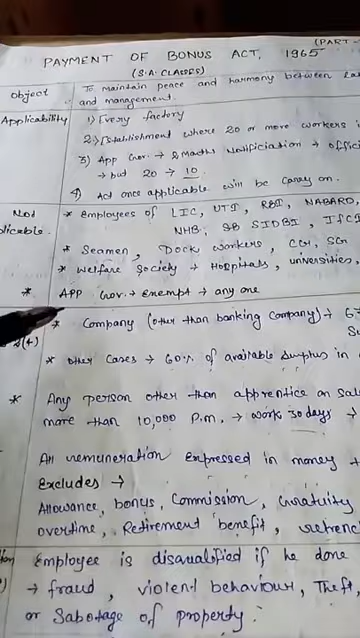 (PART-
PAYMENT OF BONUS ACT, 1965
(S.A. CLASSES)
Object To maintain peace and harmony between
and management.
Applicability 1) Every factory
2) Establishment where 20 or more workers
3) App Gov. → 2 Months Notificiation → offici
→ but 20 → 10
4) Act once applicable will be carry on.
Not * Employees of LIC, UTI, RBI, NABARD,
plicable. NHB, SIDBI, IFCI
* Seamen, Dock workers, CG, SG
* Welfare Society → Hospitals, universities,
* APP Gov. → Exempt → any one
* Company (other than banking company) → 6
* Other cases → 60% of available surplus in
* Any person other than apprentice on Sal
more than 10,000 P.m. → work 30 days →
All remuneration expressed in money +
Excludes →
Allowance, bonus, Commission, Gratuity
overtime, Retirement benefit, retrenc
Employee is disqualified if he done
→ fraud, violent behaviour, Theft,
or Sabotage of property.